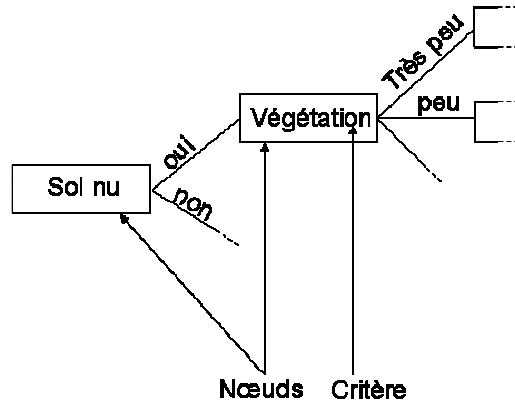 Très peu
Végétation
peu
oui
Sol nu
non
Nœuds
Critère